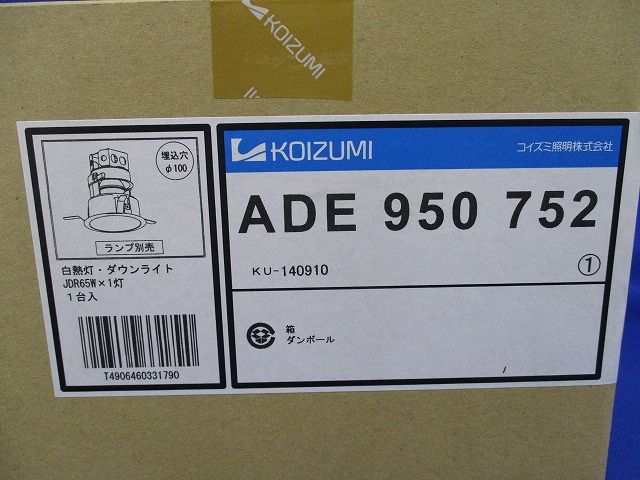 KOIZUMI
埋込穴
φ100
ランプ別売
白熱灯・ダウンライト
JDR65W×1灯
1台入
T4906460331790
KOIZUMI
コイズミ照明株式会社
ADE 950 752
KU-140910
①
箱
ダンボール